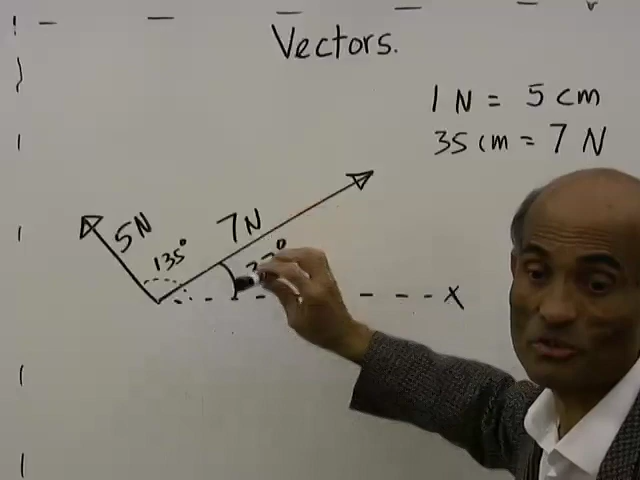 Vectors.
1 N = 5 cm
35 cm = 7 N
5N
7N
135°
X